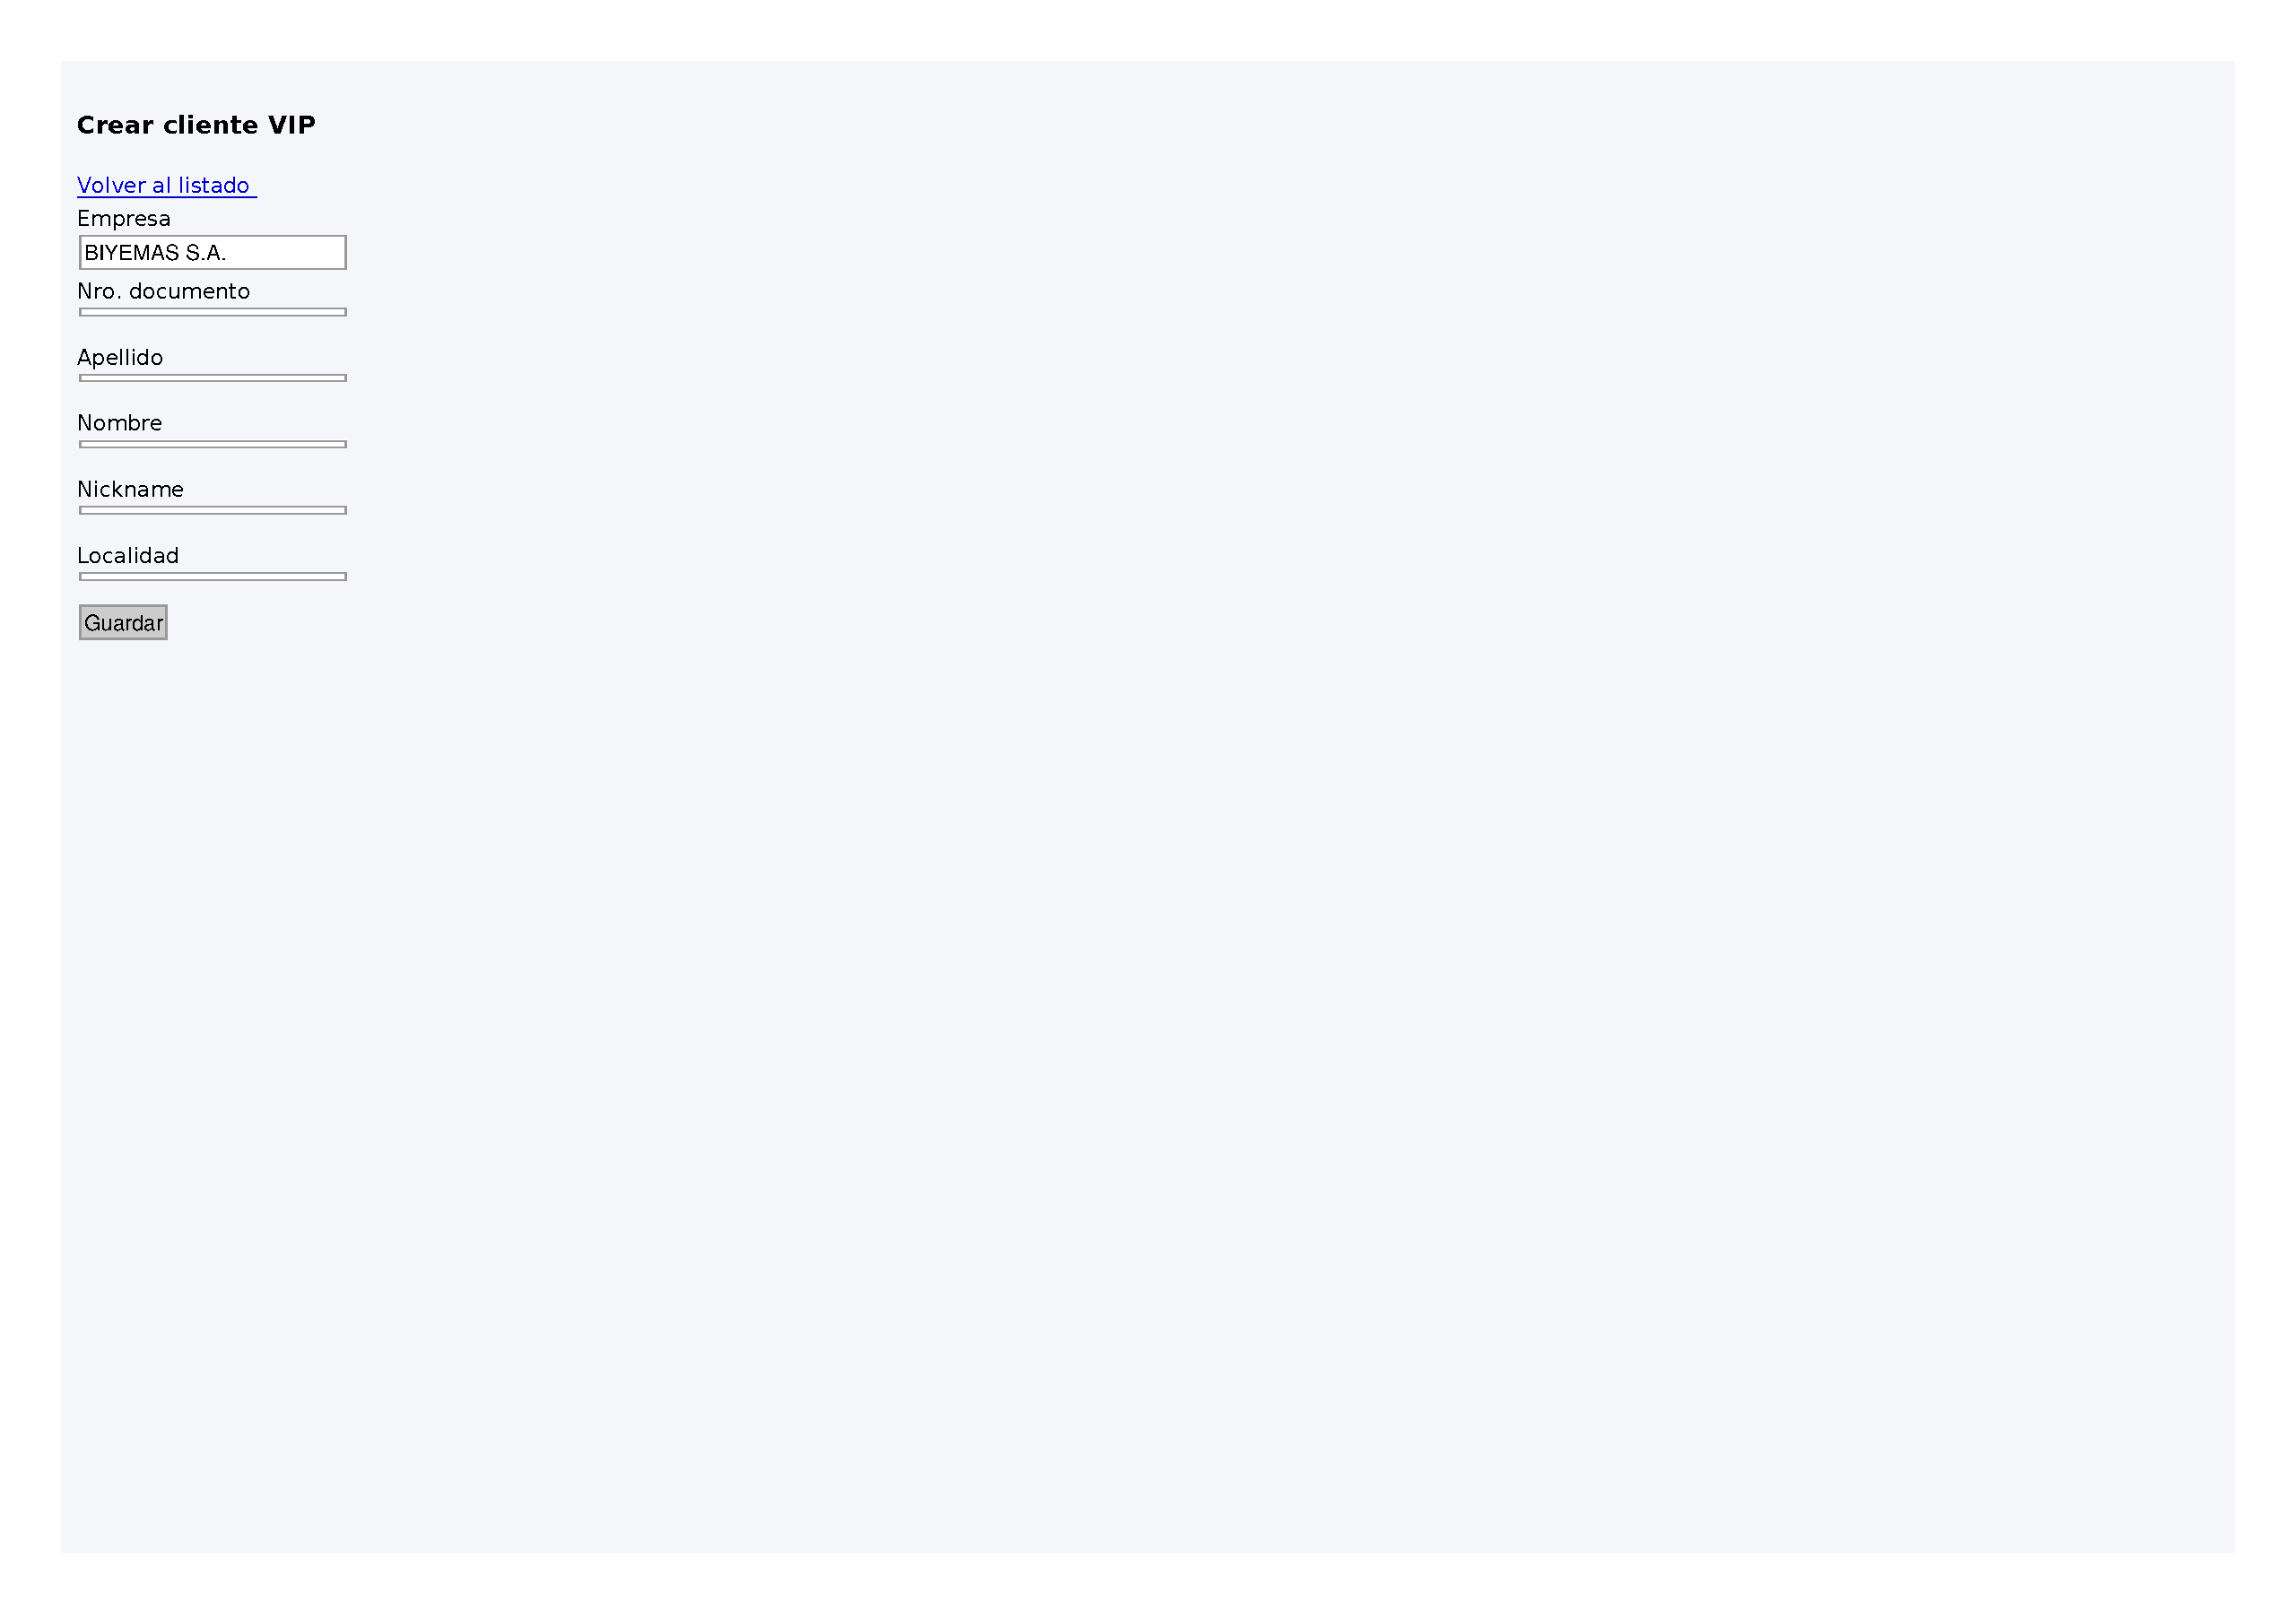 Crear cliente VIP
Volver al listado
Empresa
BIYEMAS S.A.
Nro. documento
Apellido
Nombre
Nickname
Localidad
Guardar